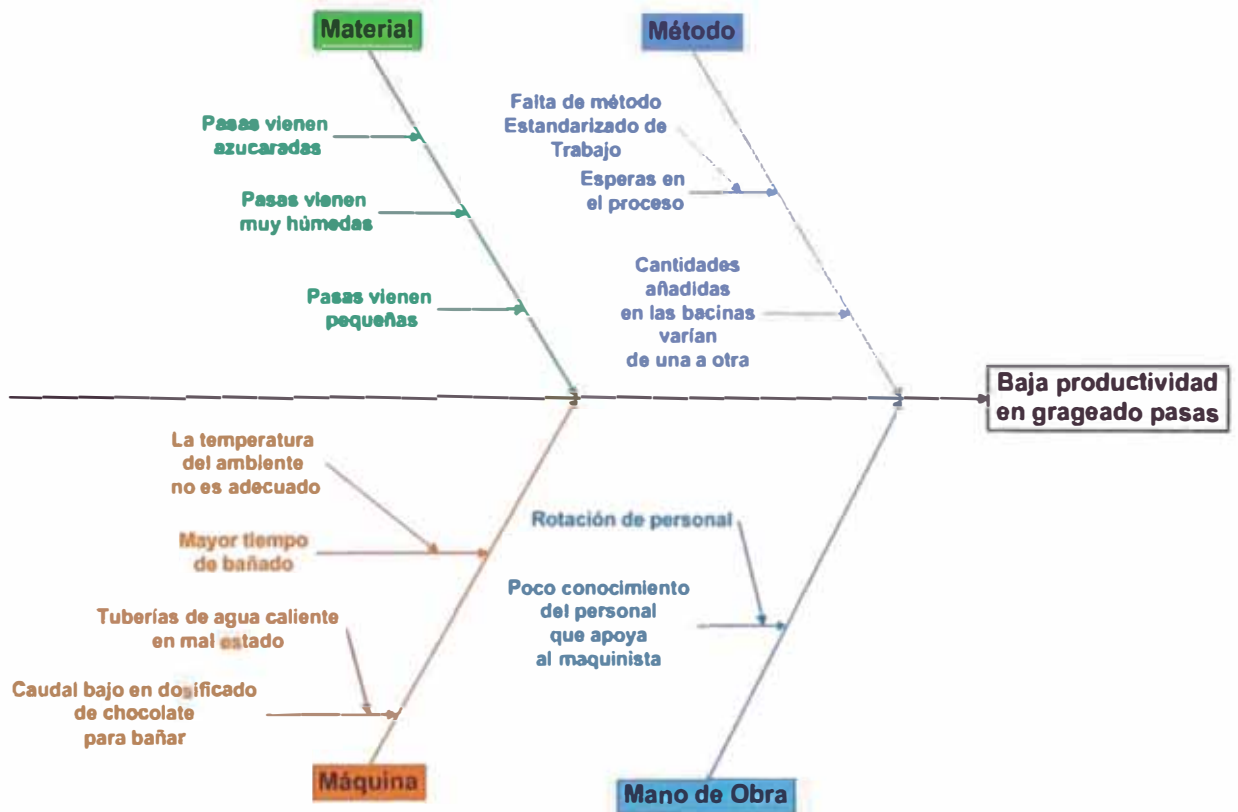 Material
Método
Pasas vienen
azucaradas
Pasas vienen
muy húmedas
Pasas vienen
pequeñas
Falta de método
Estandarizado de
Trabajo
Esperas en
el proceso
Cantidades
añadidas
en las bacinas
varían
de una a otra
Baja productividad
en grageado pasas
La temperatura
del ambiente
no es adecuado
Mayor tiempo
de bañado
Tuberías de agua caliente
en mal estado
Caudal bajo en dosificado
de chocolate
para bañar
Rotación de personal
Poco conocimiento
del personal
que apoya
al maquinista
Máquina
Mano de Obra